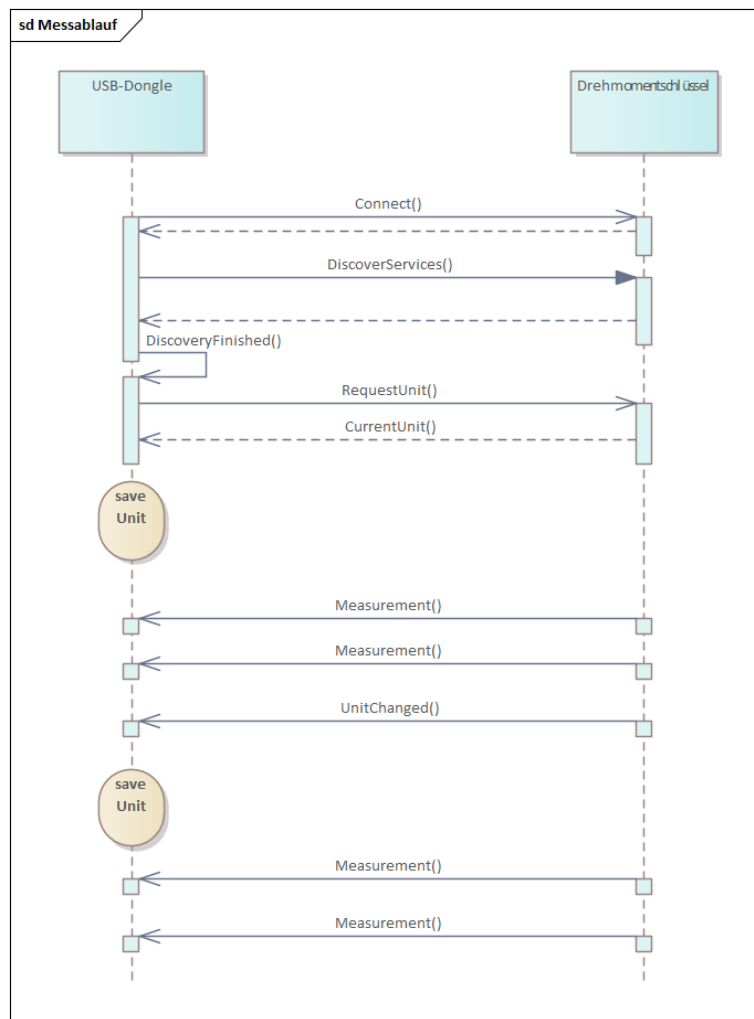 sd Messablauf
USB-Dongle
Drehmomentschlüssel
Connect()
DiscoverServices()
DiscoveryFinished()
RequestUnit()
CurrentUnit()
save
Unit
Measurement()
Measurement()
UnitChanged()
save
Unit
Measurement()
Measurement()